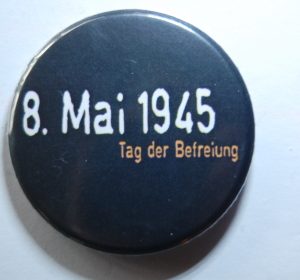 8. Mai 1945
Tag der Befreiung